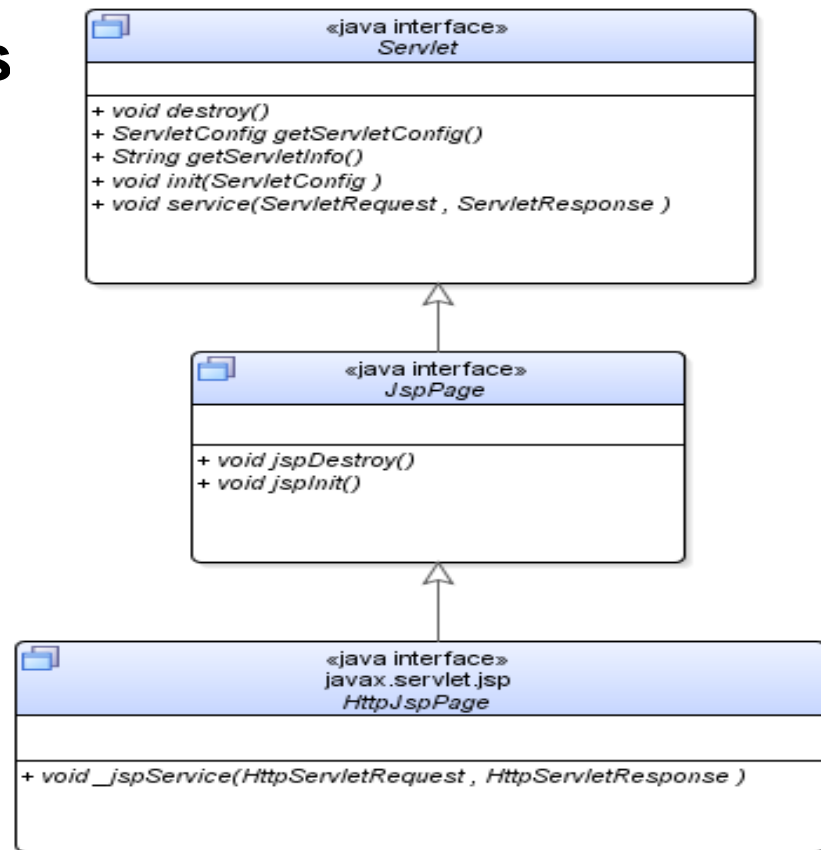 s
«java interface»
Servlet
+ void destroy()
+ ServletConfig getServletConfig()
+ String getServletInfo()
+ void init(ServletConfig )
+ void service(ServletRequest , ServletResponse )
«java interface»
JspPage
+ void jspDestroy()
+ void jspInit()
«java interface»
javax.servlet.jsp
HttpJspPage
+ void _jspService(HttpServletRequest , HttpServletResponse )